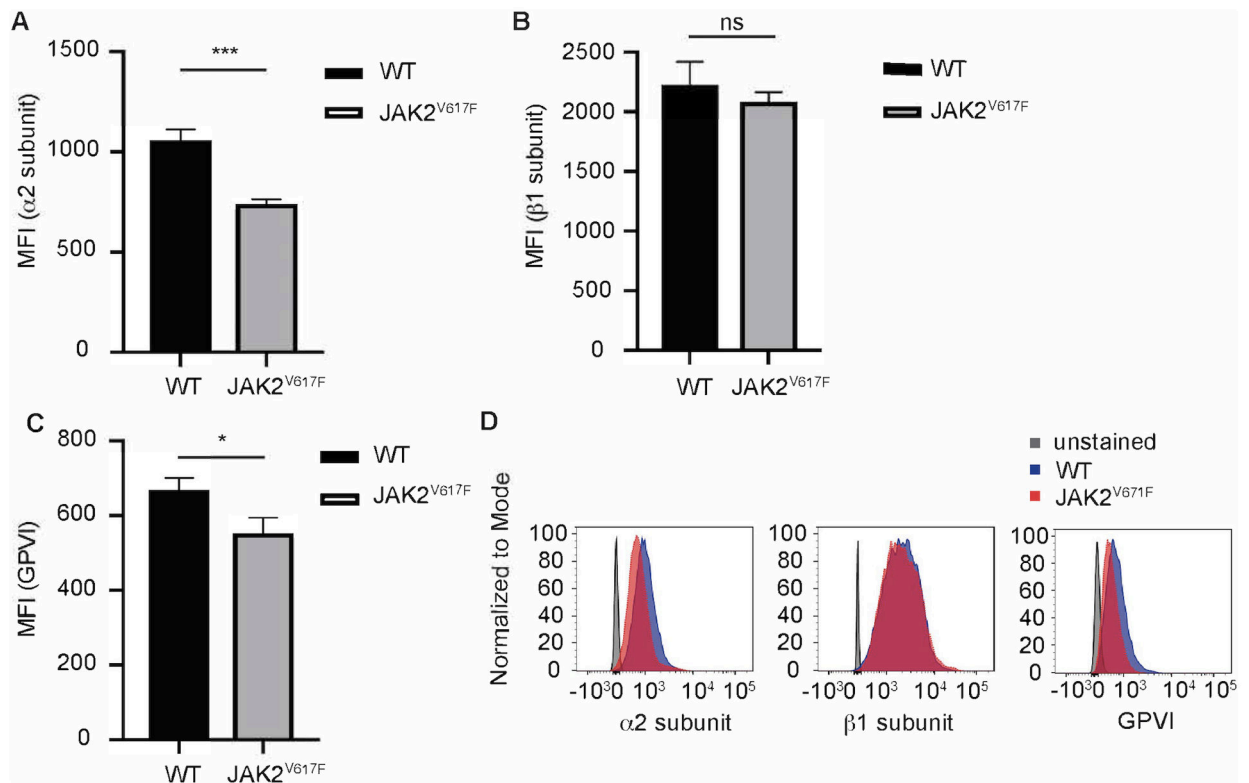 A
MFI (α2 subunit)
1500
1000
500
0
***
WT
JAK2V617F
WT
JAK2V617F
B
MFI (β1 subunit)
2500
2000
1500
1000
500
0
ns
WT
JAK2V617F
WT
JAK2V617F
C
MFI (GPVI)
800
600
400
200
0
*
WT
JAK2V617F
WT
JAK2V617F
D
unstained
WT
JAK2V671F
Normalized to Mode
100
80
60
40
20
0
-10³0 10³ 10⁴ 10⁵
α2 subunit
100
80
60
40
20
0
-10³0 10³ 10⁴ 10⁵
β1 subunit
100
80
60
40
20
0
-10³0 10³ 10⁴ 10⁵
GPVI